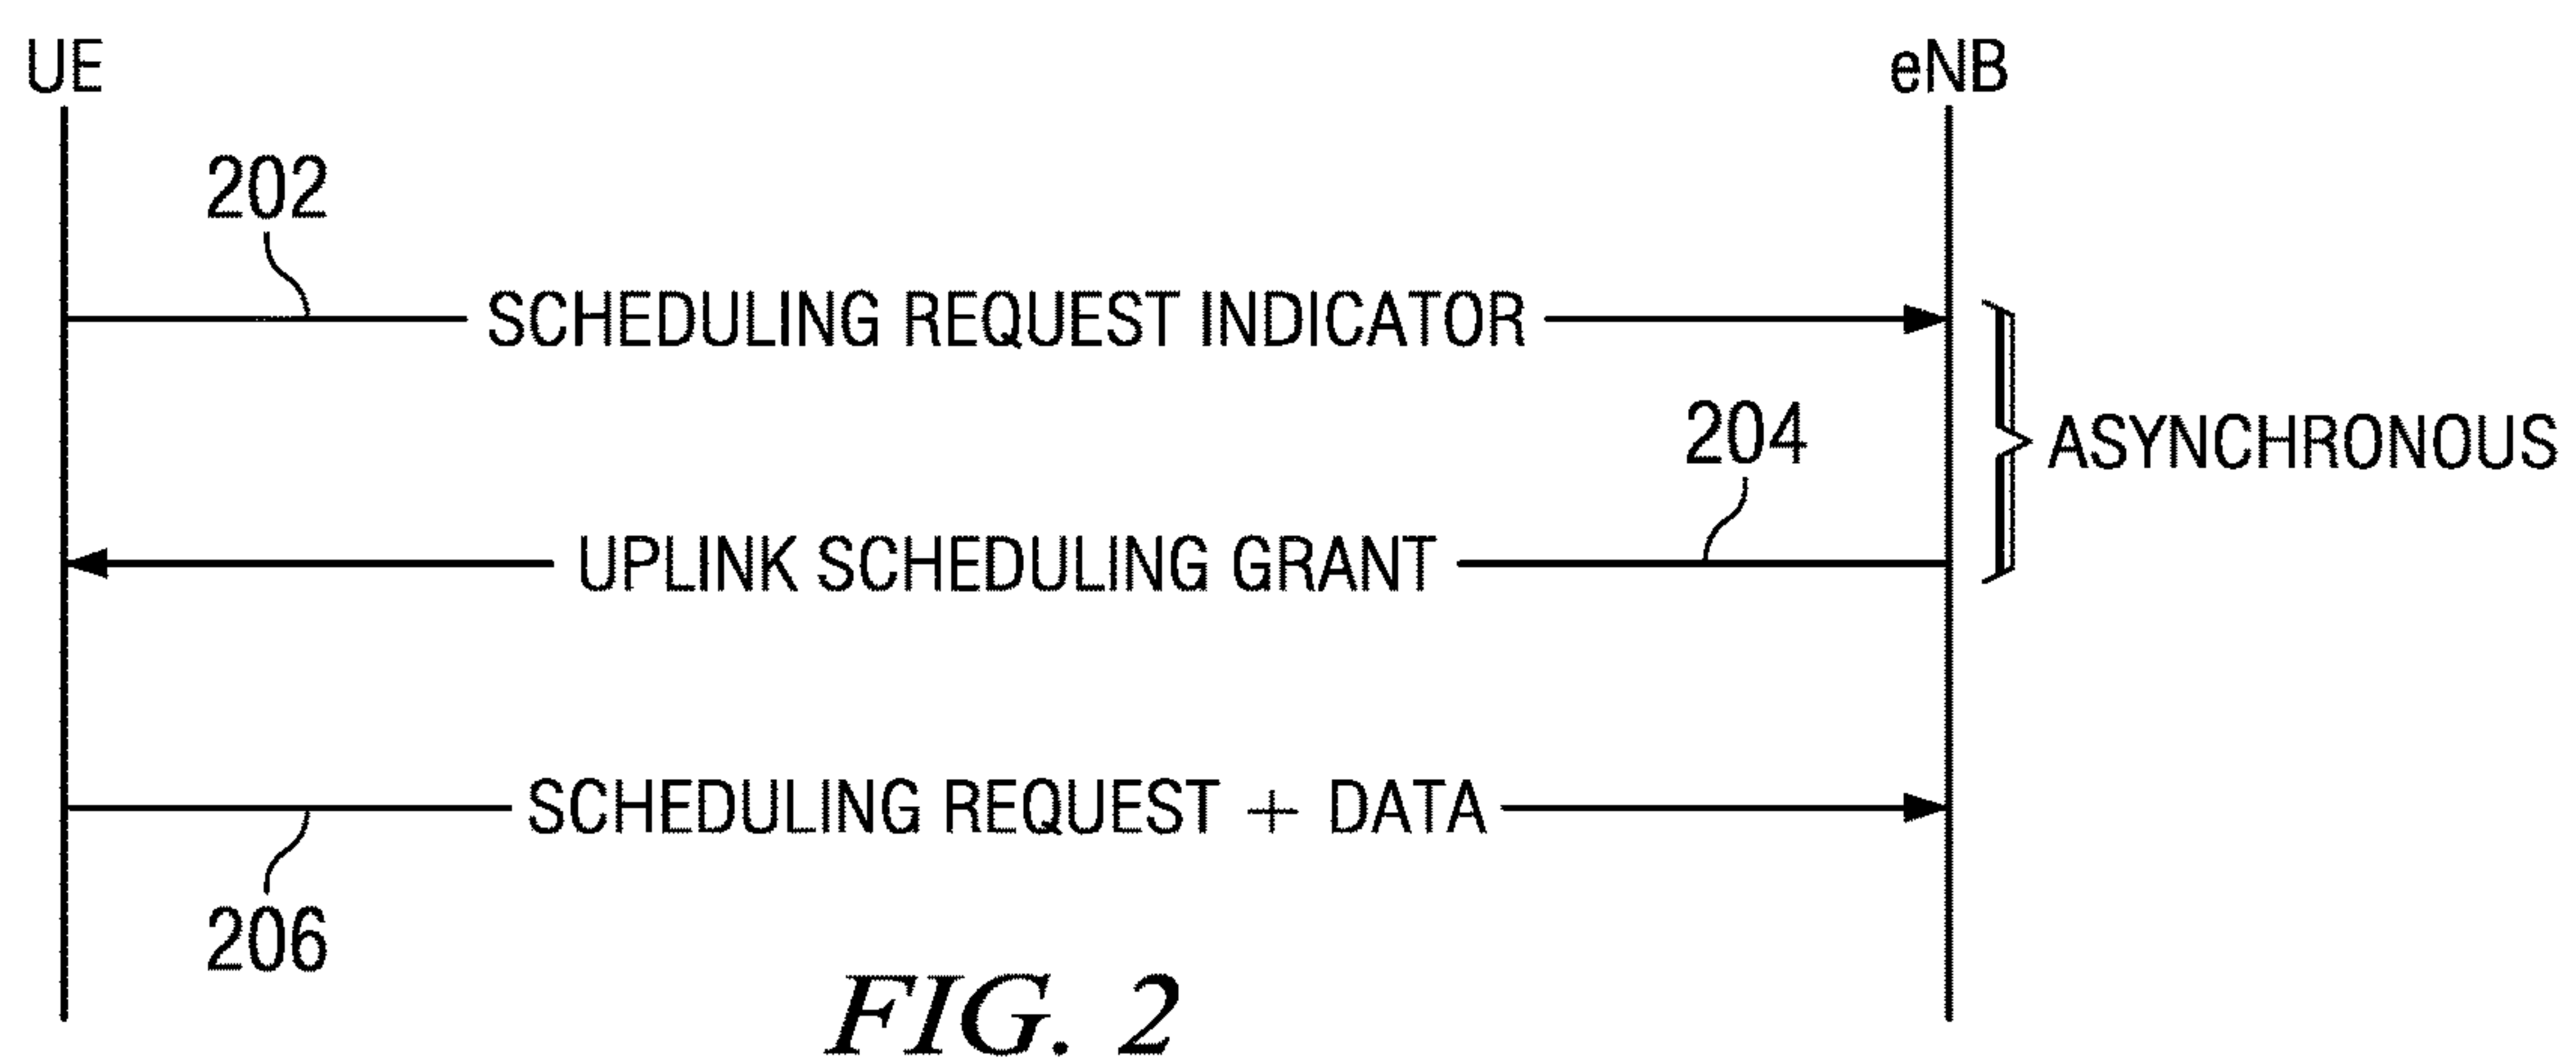 UE
eNB
202
SCHEDULING REQUEST INDICATOR
204
ASYNCHRONOUS
UPLINK SCHEDULING GRANT
SCHEDULING REQUEST + DATA
206
FIG. 2